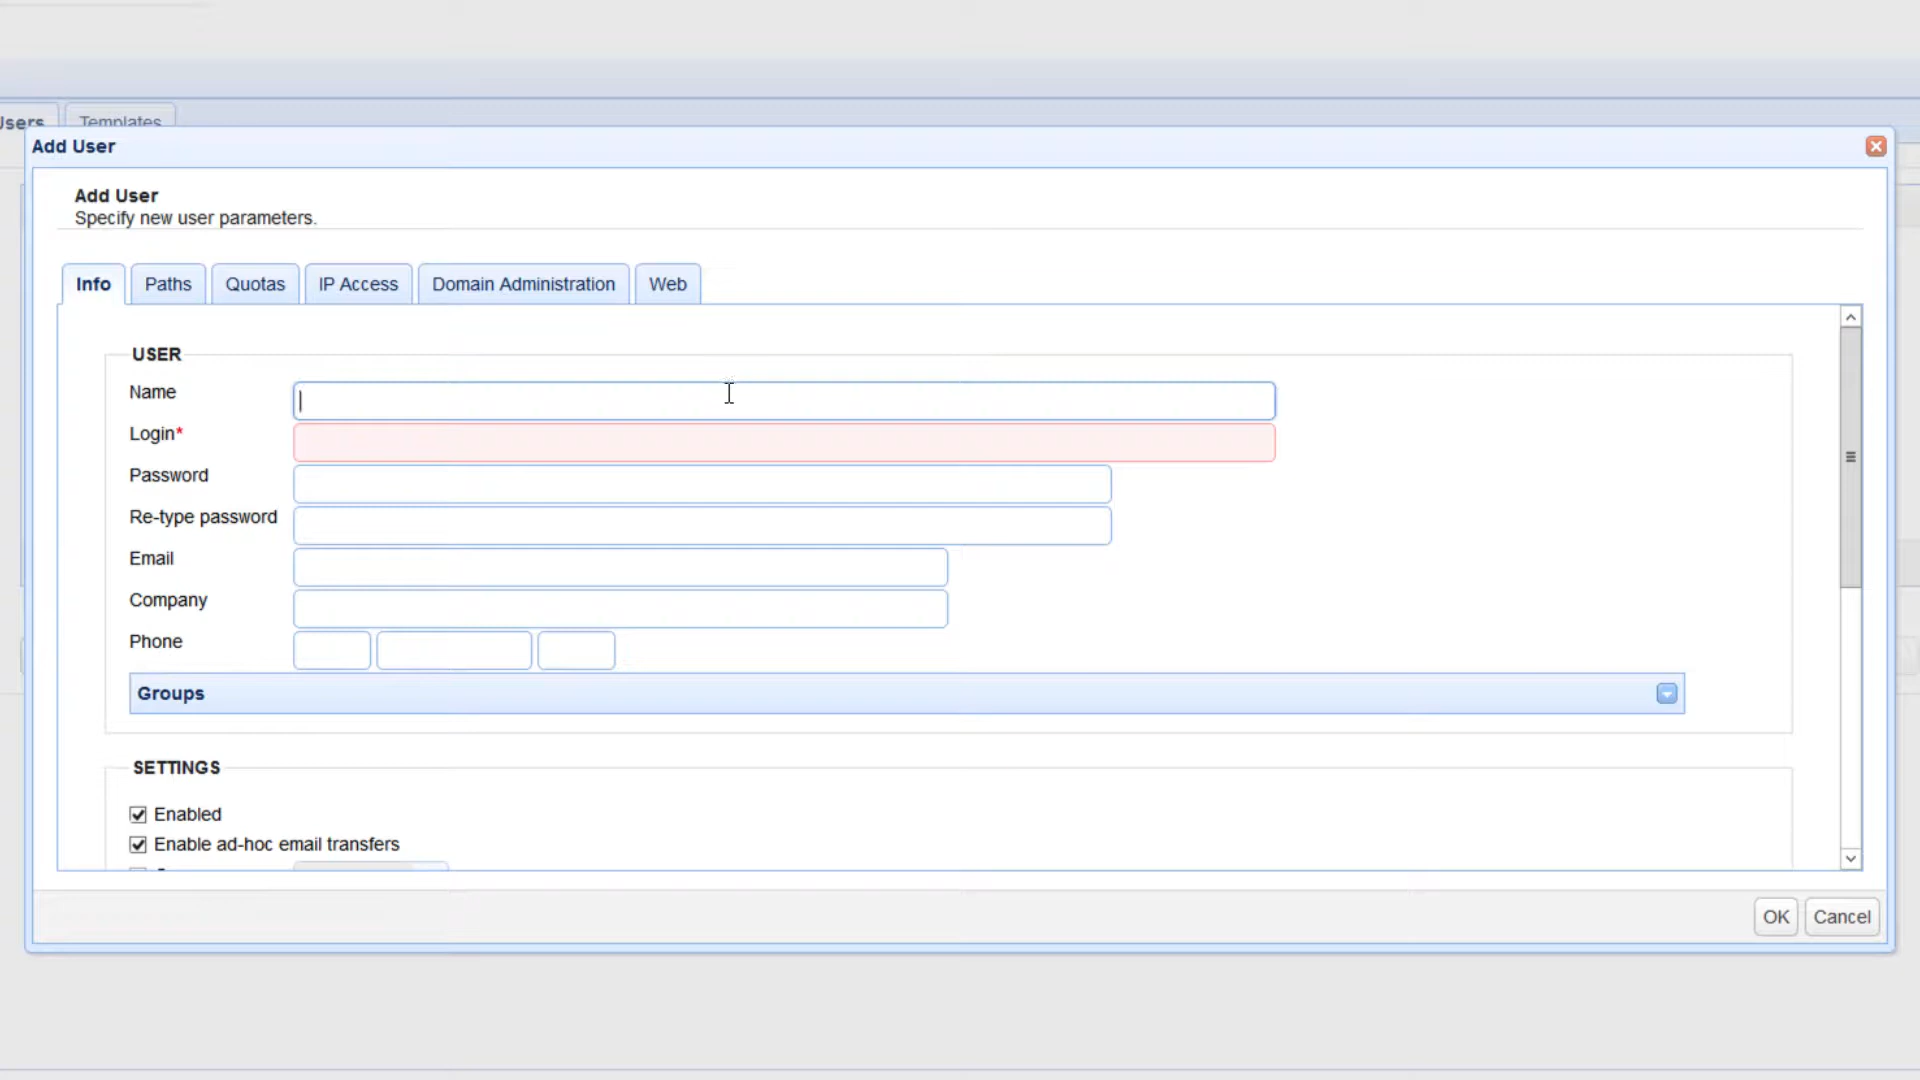 Users Templates
Add User
Add User
Specify new user parameters.
Info Paths Quotas IP Access Domain Administration Web
USER
Name
Login*
Password
Re-type password
Email
Company
Phone
Groups
SETTINGS
Enabled
Enable ad-hoc email transfers
OK Cancel